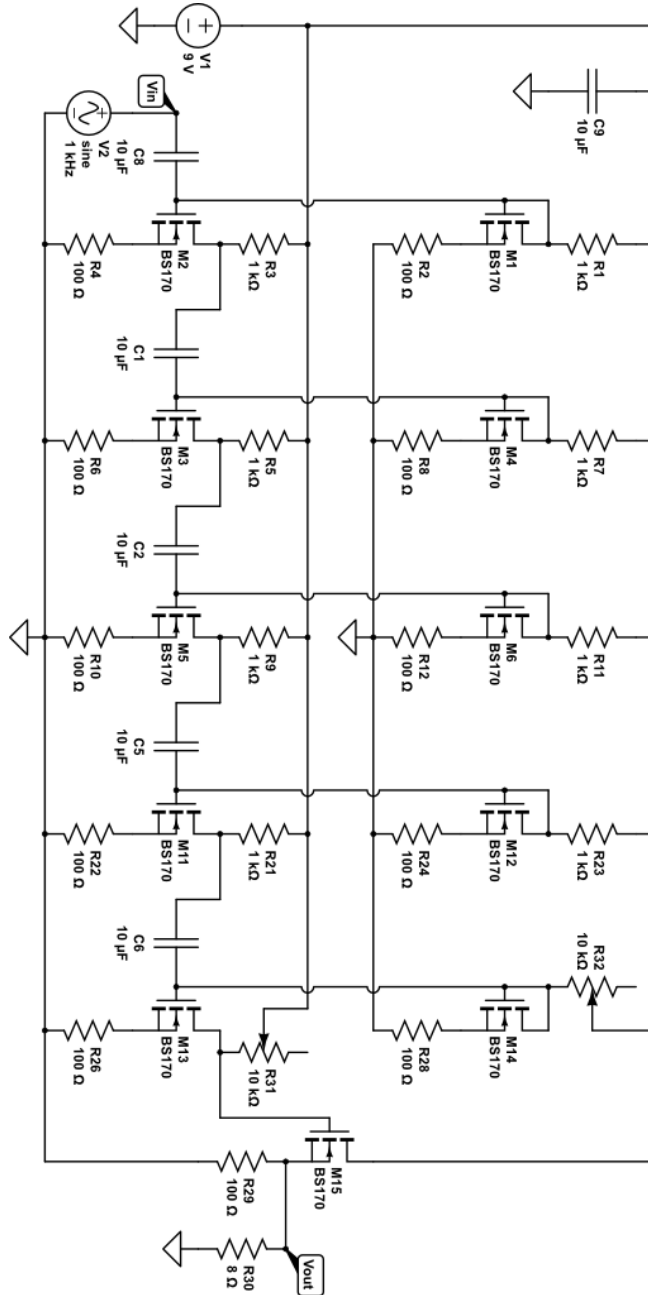 C9
10 µF
R1
1 kΩ
R7
1 kΩ
R11
1 kΩ
R23
1 kΩ
R32
10 kΩ
M1
BS170
M4
BS170
M6
BS170
M12
BS170
M14
BS170
R2
100 Ω
R8
100 Ω
R12
100 Ω
R24
100 Ω
R28
100 Ω
M15
BS170
V1
9 V
R3
1 kΩ
R5
1 kΩ
R9
1 kΩ
R21
1 kΩ
R31
10 kΩ
Vout
Vin
C8
10 µF
M2
BS170
C1
10 µF
M3
BS170
C2
10 µF
M5
BS170
C5
10 µF
M11
BS170
C6
10 µF
M13
BS170
R29
100 Ω
R30
8 Ω
V2
sine
1 kHz
R4
100 Ω
R6
100 Ω
R10
100 Ω
R22
100 Ω
R26
100 Ω